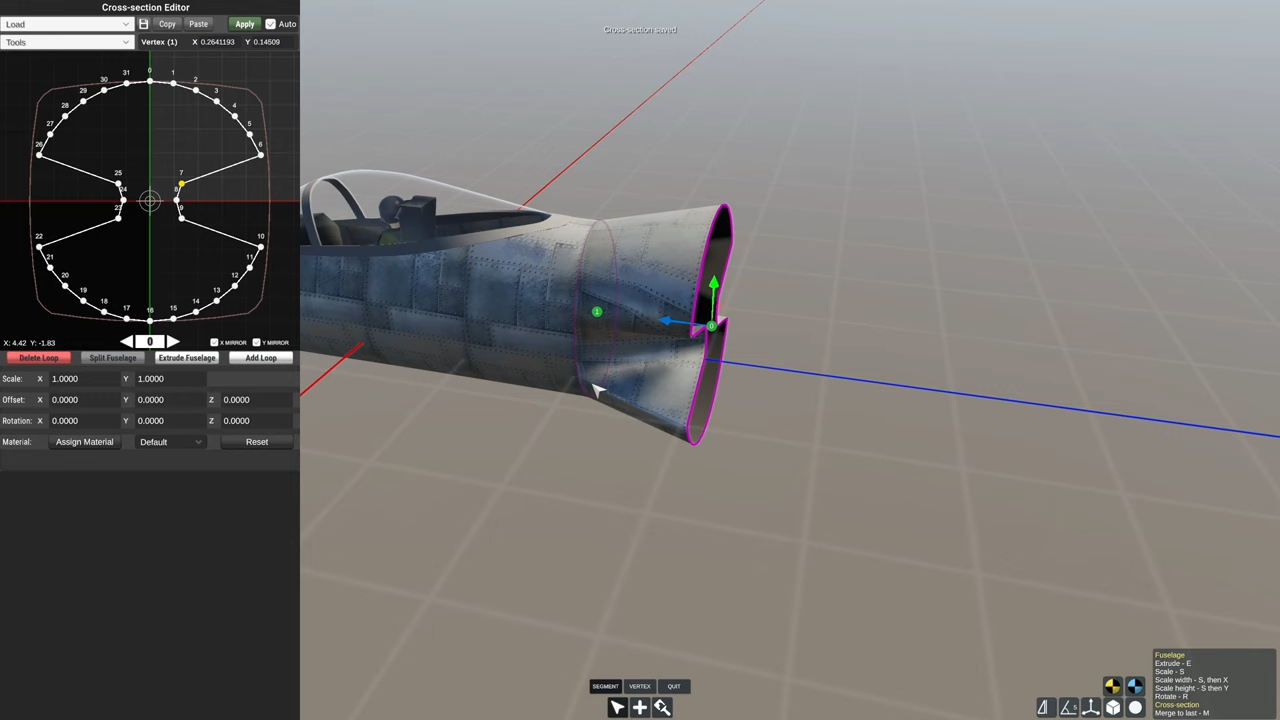 Cross-section Editor
Load Copy Paste Apply Auto
Tools Vertex (1) X 0.2641193 Y 0.14509
Cross-section saved
31 0 1
30 2
29 3
28 4
27 5
26 6
25 7
24 8
23 9
22 10
21 11
20 12
19 13
18 14
17 16 15
X: 4.42 Y: -1.83 0 X MIRROR Y MIRROR
Delete Loop Split Fuselage Extrude Fuselage Add Loop
Scale: X 1.0000 Y 1.0000
Offset: X 0.0000 Y 0.0000 Z 0.0000
Rotation: X 0.0000 Y 0.0000 Z 0.0000
Material: Assign Material Default Reset
1
0
SEGMENT VERTEX QUIT
5
Fuselage
Extrude - E
Scale - S
Scale width - S, then X
Scale height - S then Y
Rotate - R
Cross-section
Merge to last - M